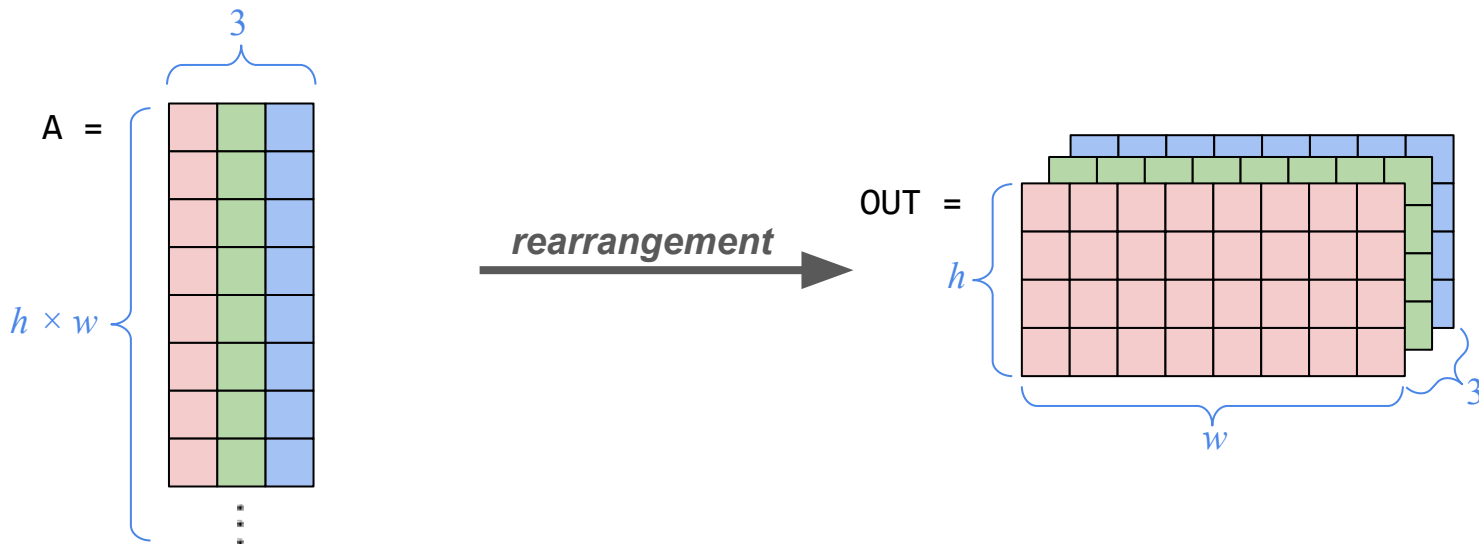 3
A =
h × w
rearrangement
OUT =
h
w
3